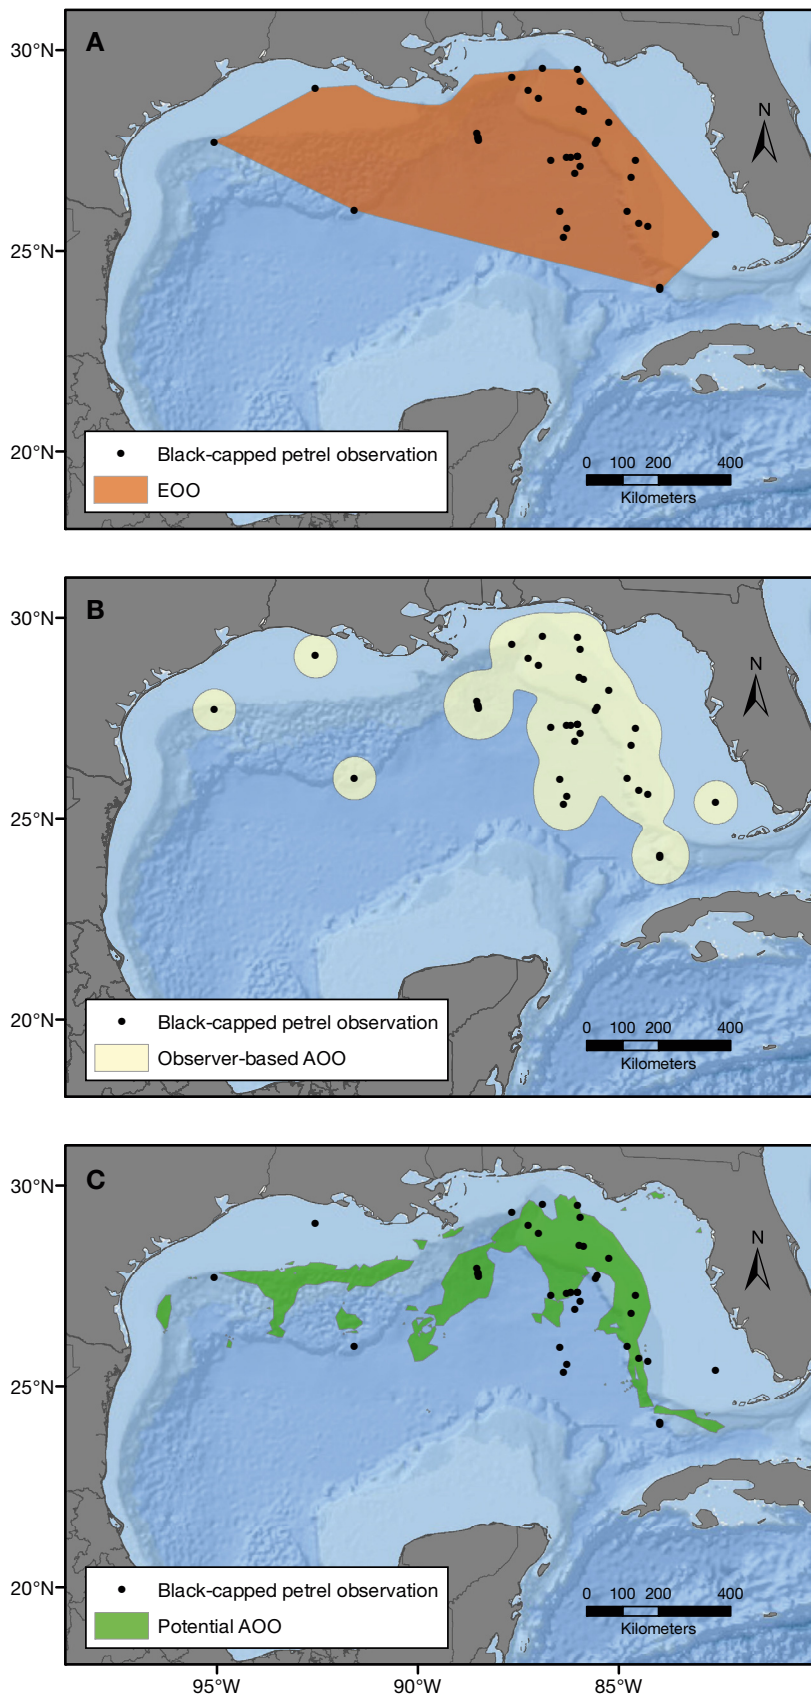 A
30°N
25°N
20°N
N
Black-capped petrel observation
EOO
0 100 200 400
Kilometers
B
30°N
25°N
20°N
N
Black-capped petrel observation
Observer-based AOO
0 100 200 400
Kilometers
C
30°N
25°N
20°N
N
Black-capped petrel observation
Potential AOO
0 100 200 400
Kilometers
95°W 90°W 85°W